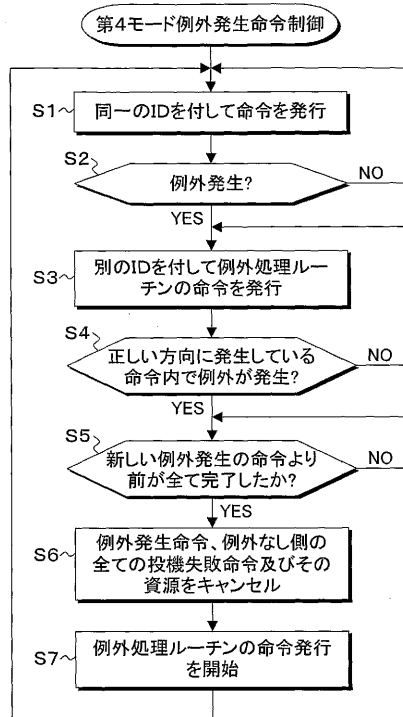 第4モード例外発生命令制御
S1
同一のIDを付して命令を発行
S2
例外発生?
NO
YES
S3
別のIDを付して例外処理ルー
チンの命令を発行
S4
正しい方向に発生している
命令内で例外が発生?
NO
YES
S5
新しい例外発生の命令より
前が全て完了したか?
NO
YES
S6
例外発生命令、例外なし側の
全ての投機失敗命令及びその
資源をキャンセル
S7
例外処理ルーチンの命令発行
を開始